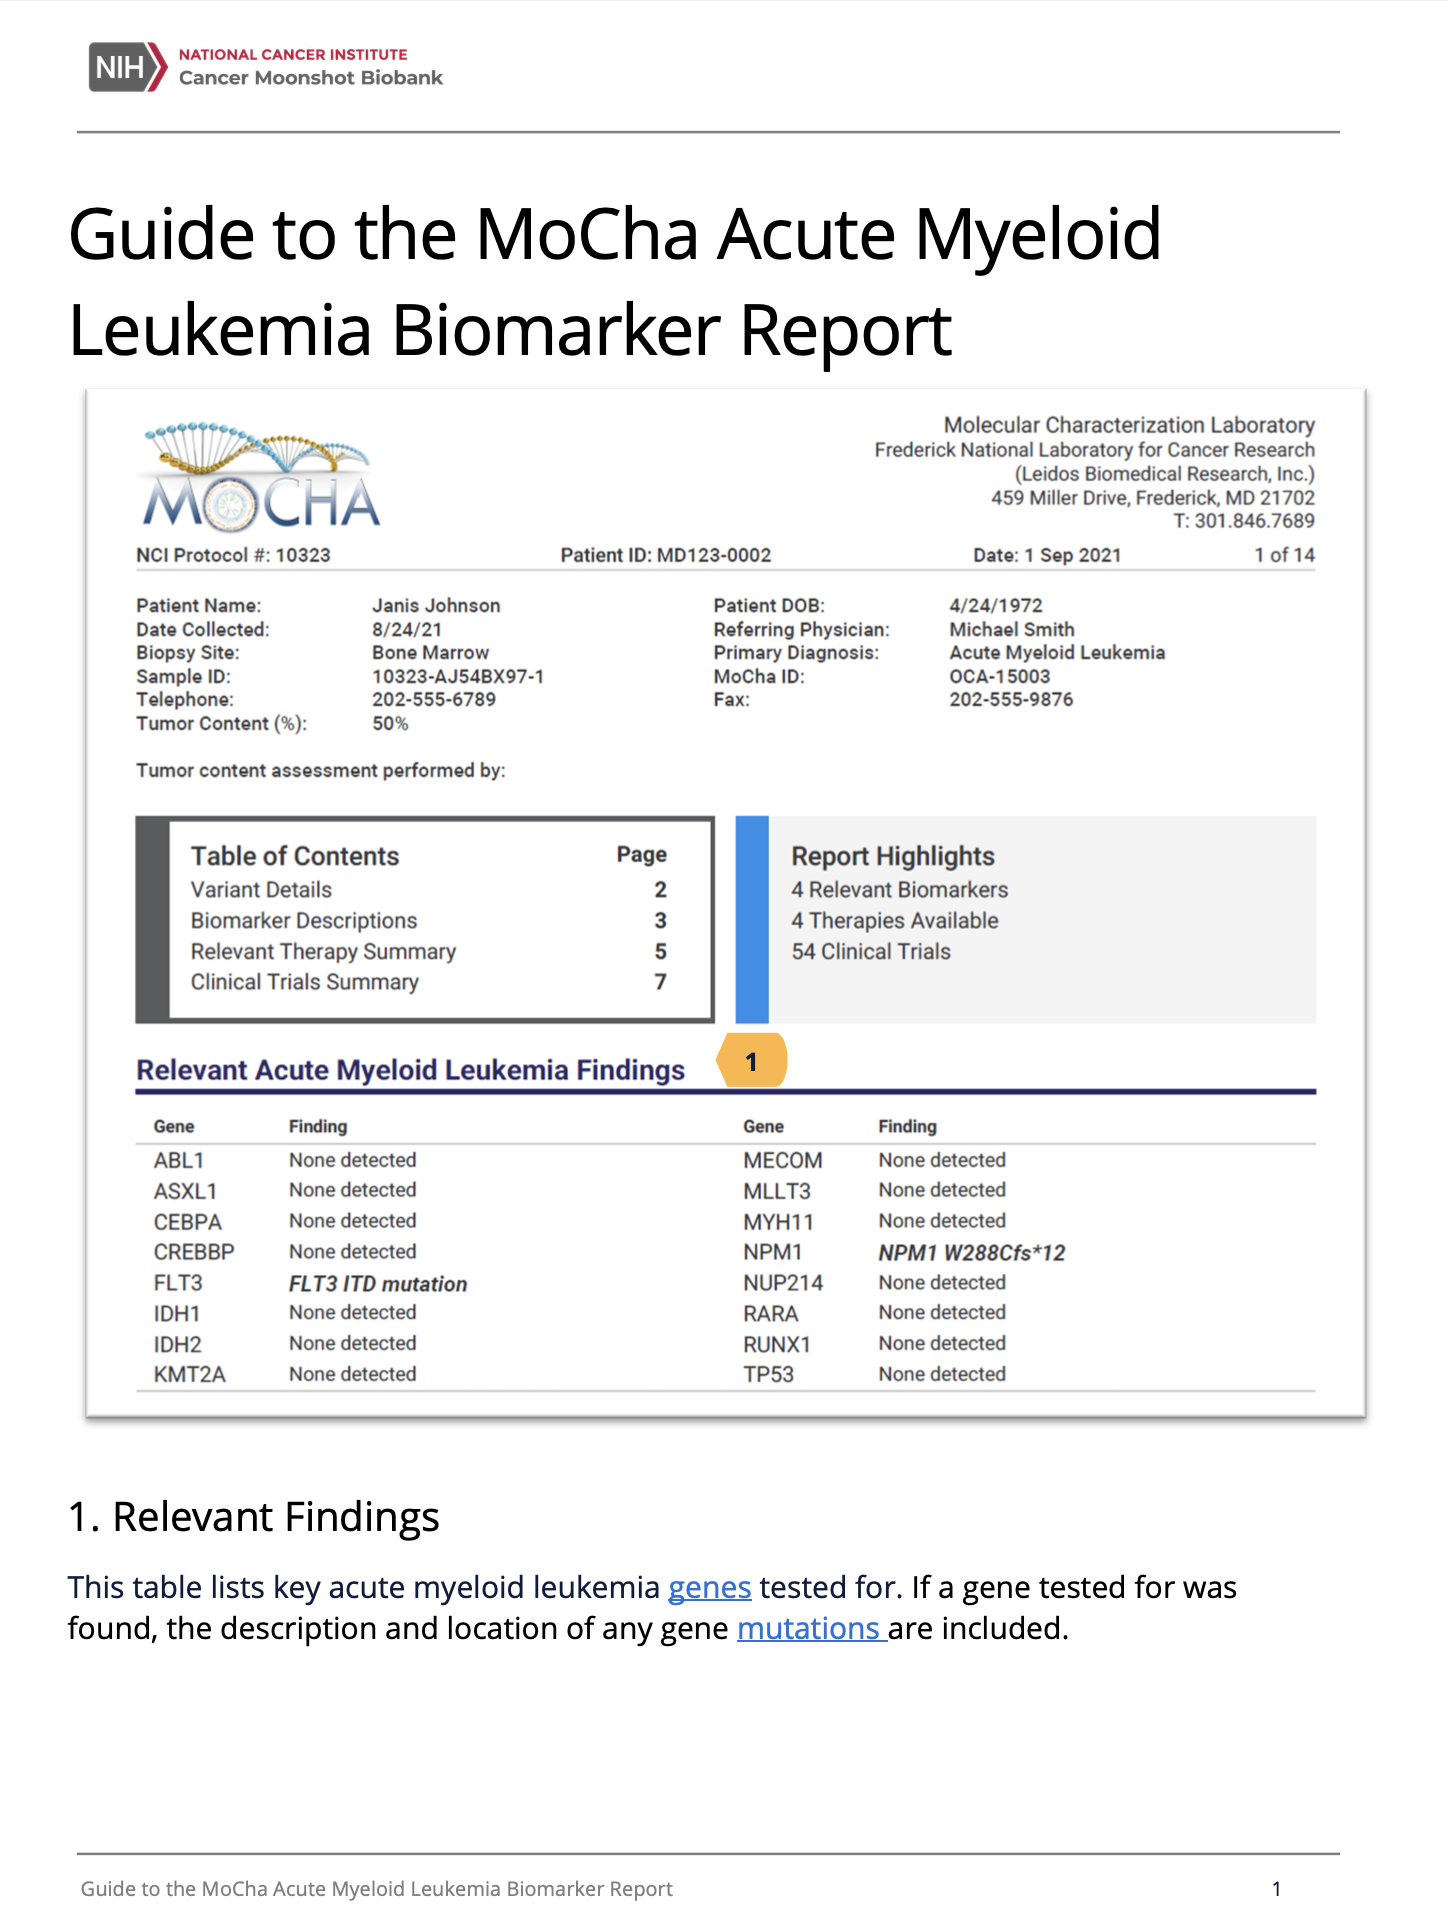 NIH NATIONAL CANCER INSTITUTE
Cancer Moonshot Biobank
Guide to the MoCha Acute Myeloid
Leukemia Biomarker Report
MOCHA
Molecular Characterization Laboratory
Frederick National Laboratory for Cancer Research
(Leidos Biomedical Research, Inc.)
459 Miller Drive, Frederick, MD 21702
T: 301.846.7689
NCI Protocol #: 10323 Patient ID: MD123-0002 Date: 1 Sep 2021 1 of 14
Patient Name: Janis Johnson Patient DOB: 4/24/1972
Date Collected: 8/24/21 Referring Physician: Michael Smith
Biopsy Site: Bone Marrow Primary Diagnosis: Acute Myeloid Leukemia
Sample ID: 10323-AJ54BX97-1 MoCha ID: OCA-15003
Telephone: 202-555-6789 Fax: 202-555-9876
Tumor Content (%): 50%
Tumor content assessment performed by:
Table of Contents Page
Variant Details 2
Biomarker Descriptions 3
Relevant Therapy Summary 5
Clinical Trials Summary 7
Report Highlights
4 Relevant Biomarkers
4 Therapies Available
54 Clinical Trials
Relevant Acute Myeloid Leukemia Findings 1
Gene Finding Gene Finding
ABL1 None detected MECOM None detected
ASXL1 None detected MLLT3 None detected
CEBPA None detected MYH11 None detected
CREBBP None detected NPM1 NPM1 W288Cfs*12
FLT3 FLT3 ITD mutation NUP214 None detected
IDH1 None detected RARA None detected
IDH2 None detected RUNX1 None detected
KMT2A None detected TP53 None detected
1. Relevant Findings
This table lists key acute myeloid leukemia genes tested for. If a gene tested for was
found, the description and location of any gene mutations are included.
Guide to the MoCha Acute Myeloid Leukemia Biomarker Report 1